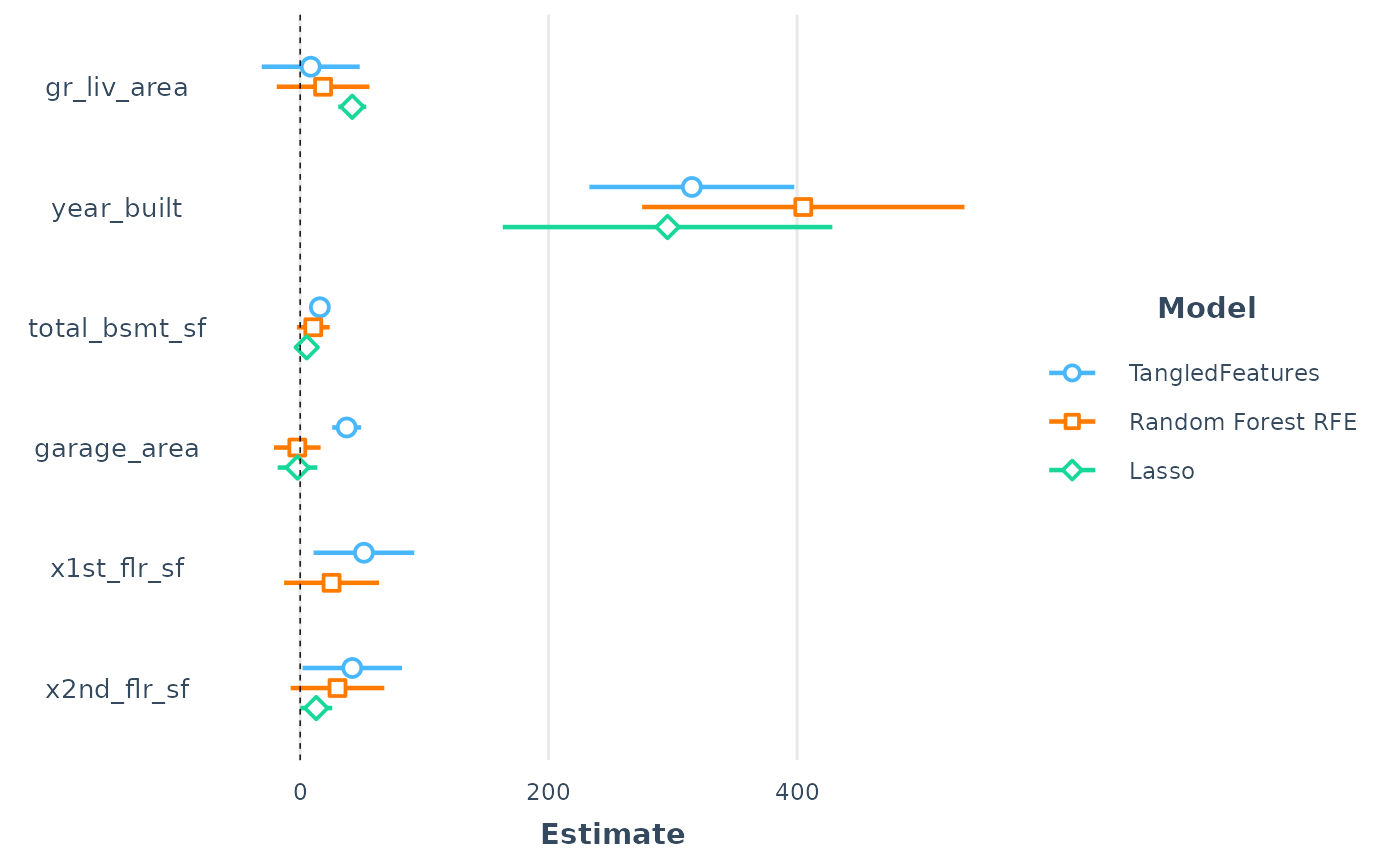 gr_liv_area
year_built
total_bsmt_sf
garage_area
x1st_flr_sf
x2nd_flr_sf
0
200
400
Estimate
Model
TangledFeatures
Random Forest RFE
Lasso